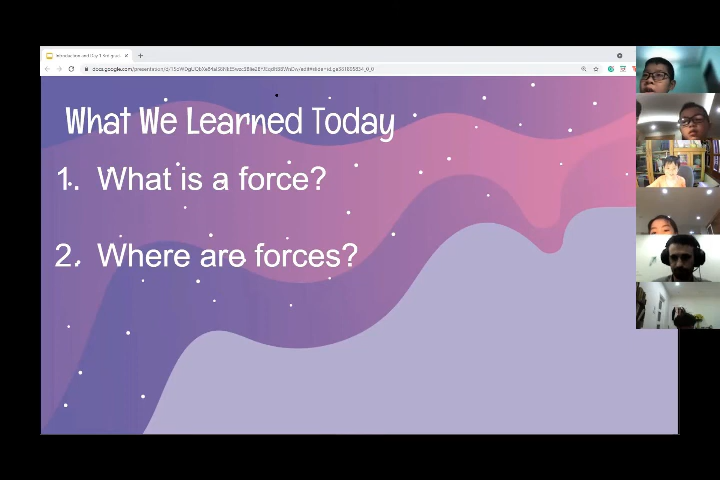 What We Learned Today
1. What is a force?
2. Where are forces?